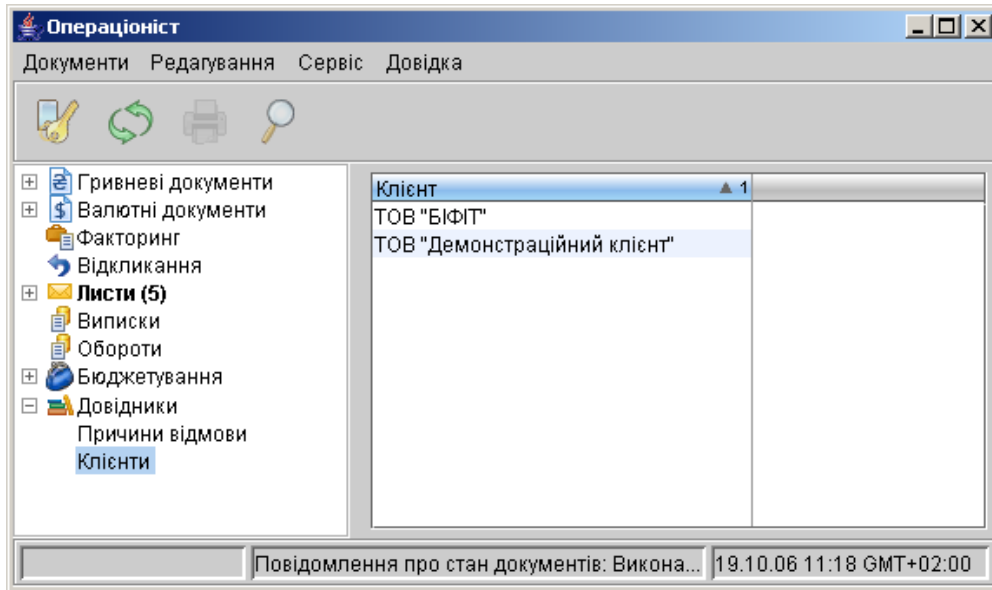 Операціоніст
Документи Редагування Сервіс Довідка
Гривневі документи
Валютні документи
Факторинг
Відкликання
Листи (5)
Виписки
Обороти
Бюджетування
Довідники
Причини відмови
Клієнти
Клієнт 1
ТОВ "БІФІТ"
ТОВ "Демонстраційний клієнт"
Повідомлення про стан документів: Викона... 19.10.06 11:18 GMT+02:00